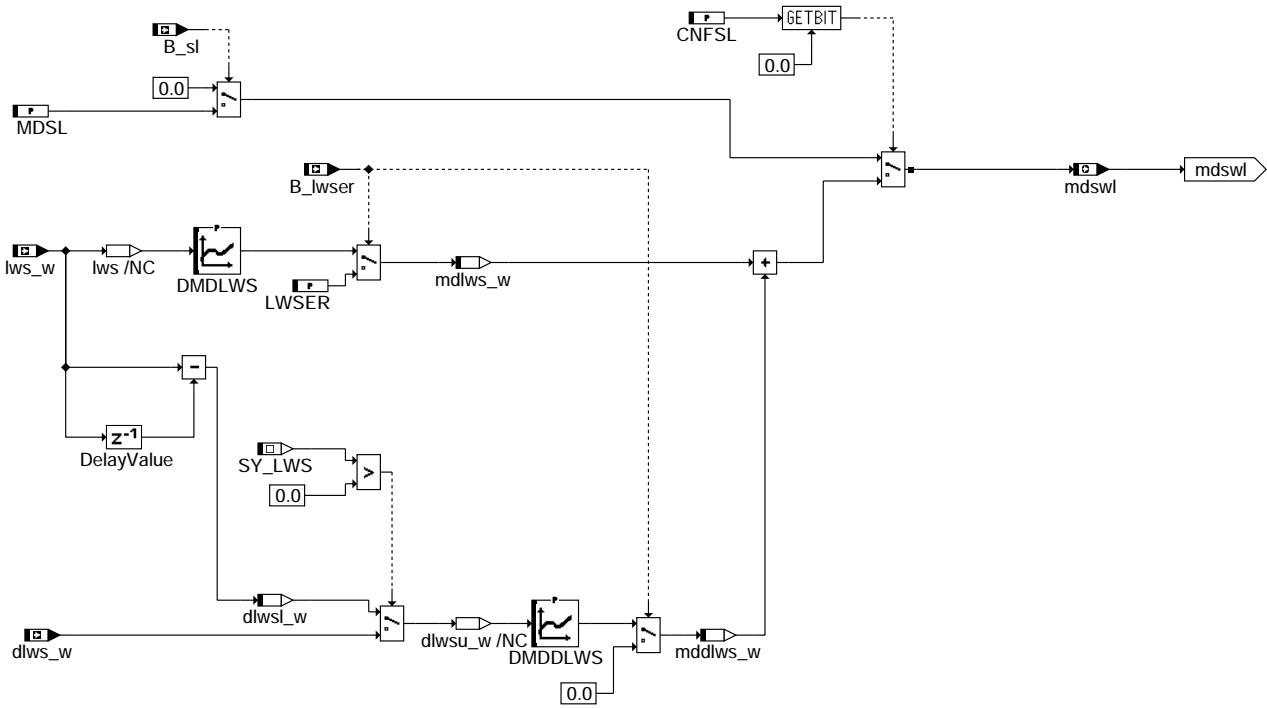 B_sl
0.0
P
MDSL
P
CNFSL
GETBIT
0.0
B_lwser
mdswl
mdswl
lws_w
lws /NC
P
DMDLWS
P
LWSER
mdlws_w
+
-
z-1
DelayValue
SY_LWS
0.0
>
dlwsl_w
dlws_w
dlwsu_w /NC
P
DMDDLWS
0.0
mddlws_w